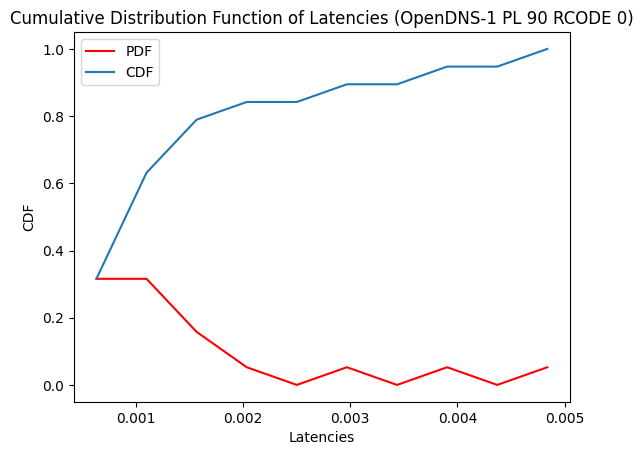 Cumulative Distribution Function of Latencies (OpenDNS-1 PL 90 RCODE 0)
PDF
CDF
1.0
0.8
0.6
0.4
0.2
0.0
CDF
0.001
0.002
0.003
0.004
0.005
Latencies